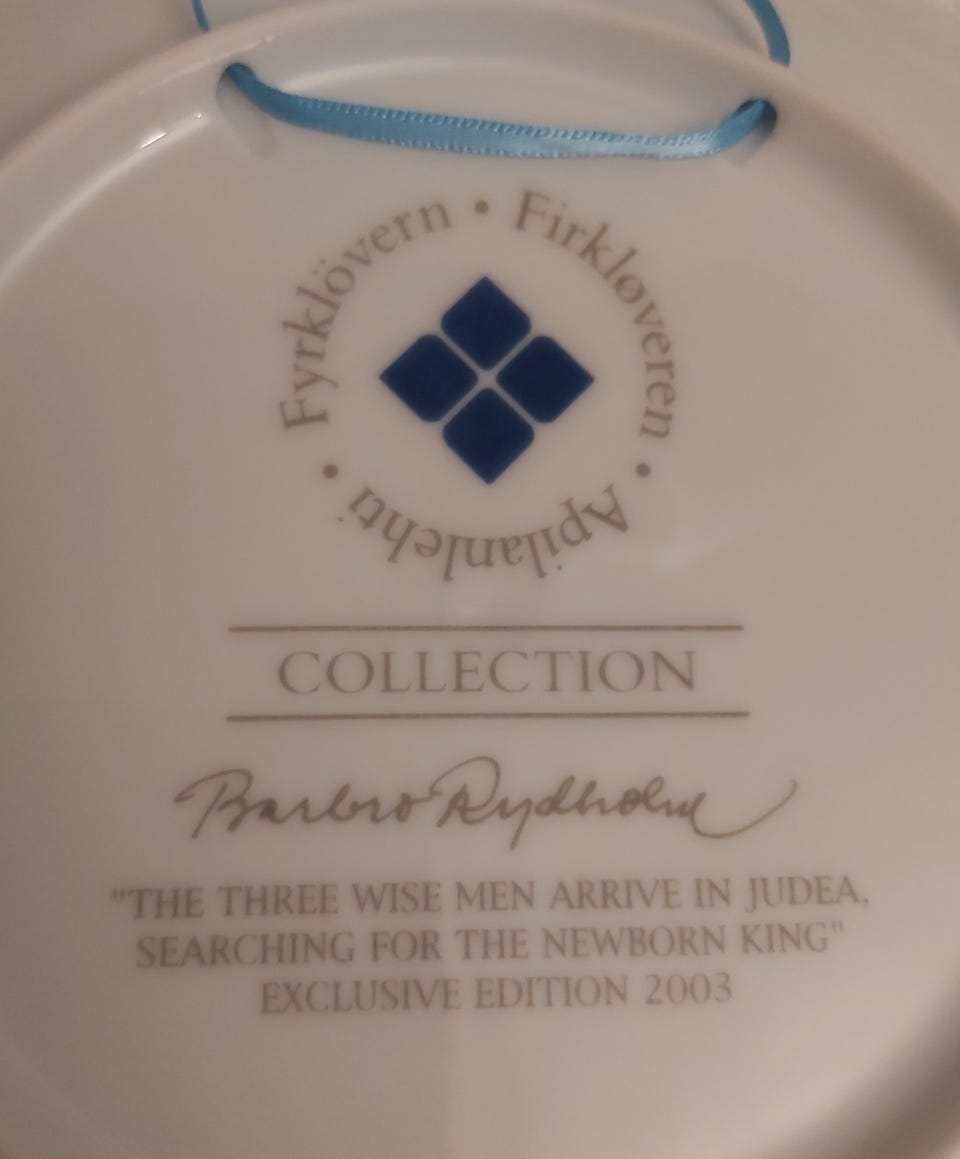 Fyrklövern • Firkløveren • Apilanlehti •
COLLECTION
Barbro Rydholm
"THE THREE WISE MEN ARRIVE IN JUDEA,
SEARCHING FOR THE NEWBORN KING"
EXCLUSIVE EDITION 2003